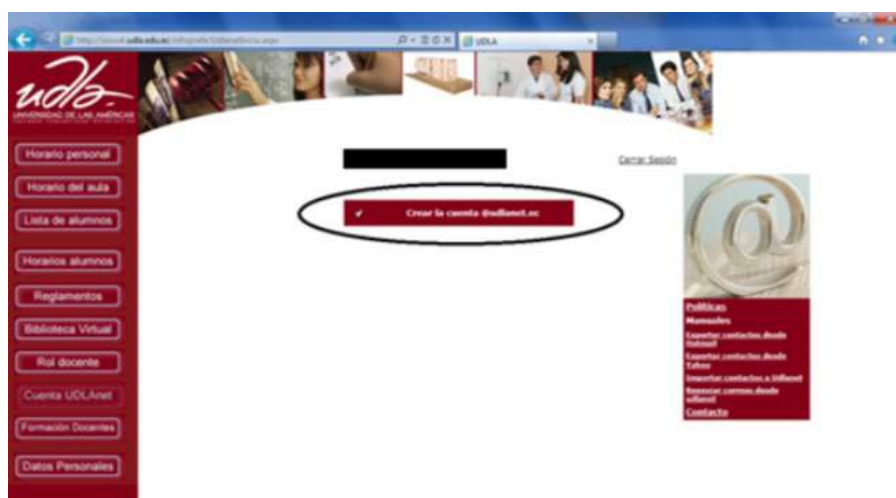 UDLA
udla-
UNIVERSIDAD DE LAS AMÉRICAS
Horario personal
Horario del aula
Lista de alumnos
Horarios alumnos
Reglamentos
Biblioteca Virtual
Rol docente
Cuenta UDLAnet
Formación Docentes
Datos Personales
Cerrar Sesión
Crear la cuenta @udlanet.ec
Políticas
Manuales
Exportar contactos desde
Hotmail
Exportar contactos desde
Yahoo
Importar contactos a Udlanet
Reenviar correos desde
udlanet
Contacto